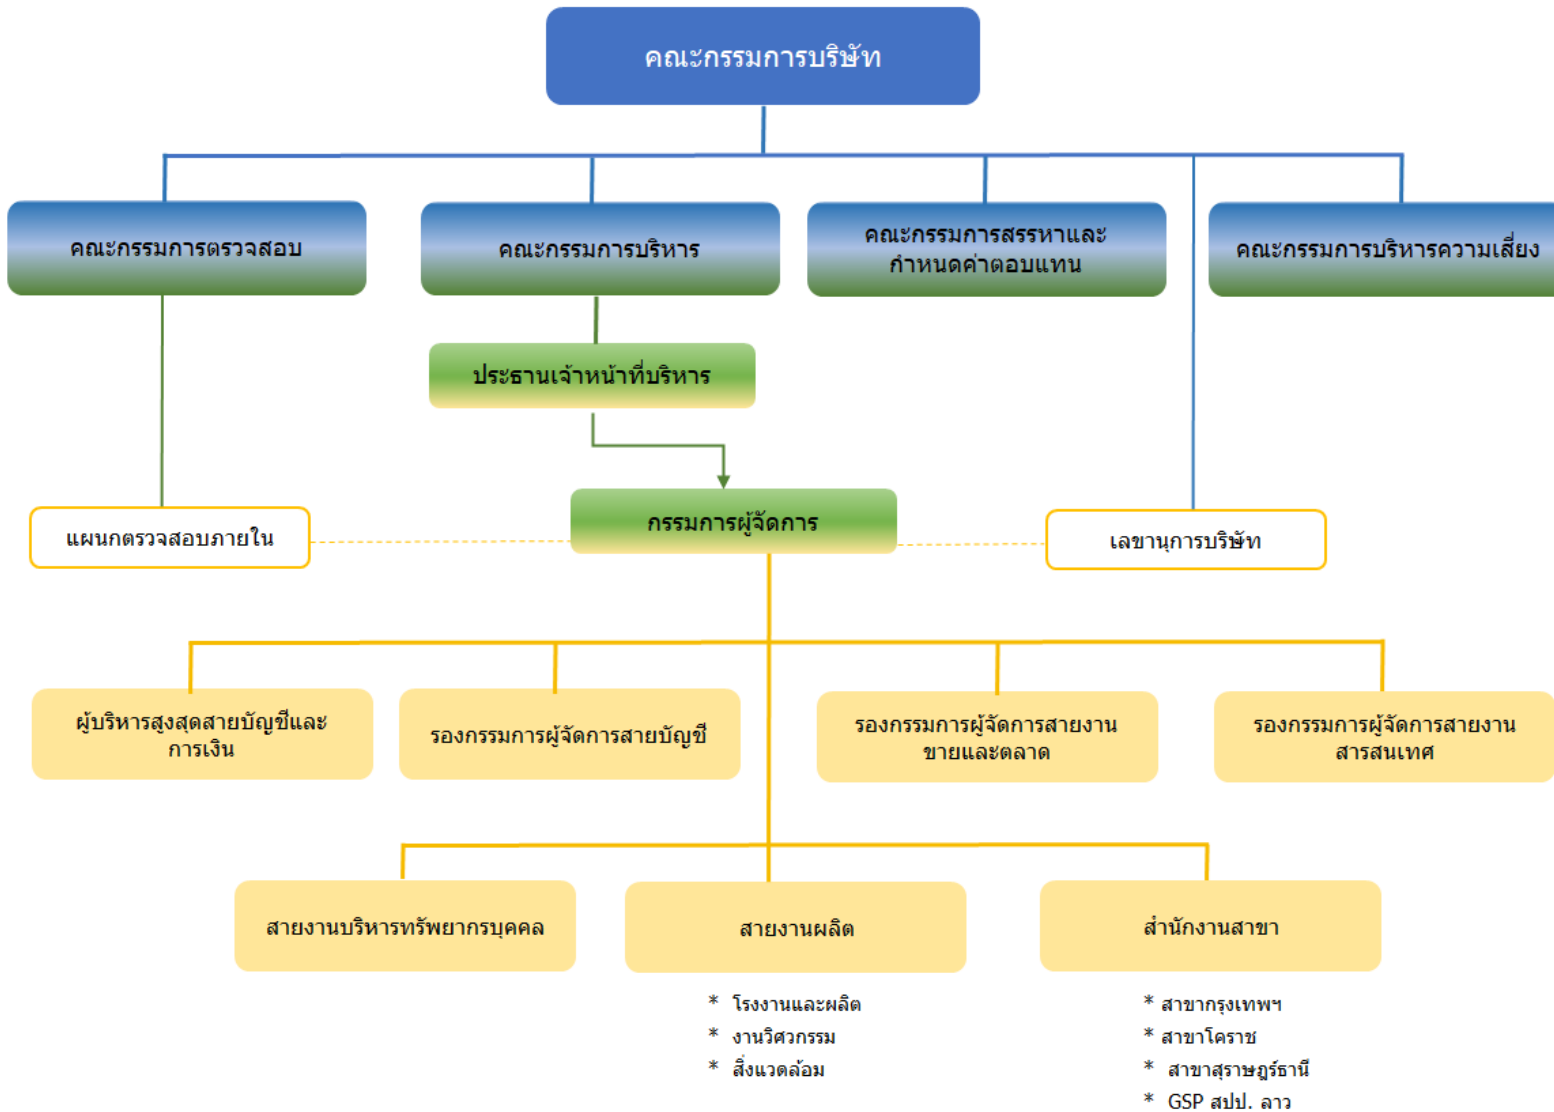 คณะกรรมการบริษัท
คณะกรรมการตรวจสอบ
คณะกรรมการบริหาร
คณะกรรมการสรรหาและ
กำหนดค่าตอบแทน
คณะกรรมการบริหารความเสี่ยง
ประธานเจ้าหน้าที่บริหาร
กรรมการผู้จัดการ
แผนกตรวจสอบภายใน
เลขานุการบริษัท
ผู้บริหารสูงสุดสายบัญชีและ
การเงิน
รองกรรมการผู้จัดการสายบัญชี
รองกรรมการผู้จัดการสายงาน
ขายและตลาด
รองกรรมการผู้จัดการสายงาน
สารสนเทศ
สายงานบริหารทรัพยากรบุคคล
สายงานผลิต
สำนักงานสาขา
* โรงงานและผลิต
* งานวิศวกรรม
* สิ่งแวดล้อม
* สาขากรุงเทพฯ
* สาขาโคราช
* สาขาสุราษฎร์ธานี
* GSP สปป. ลาว